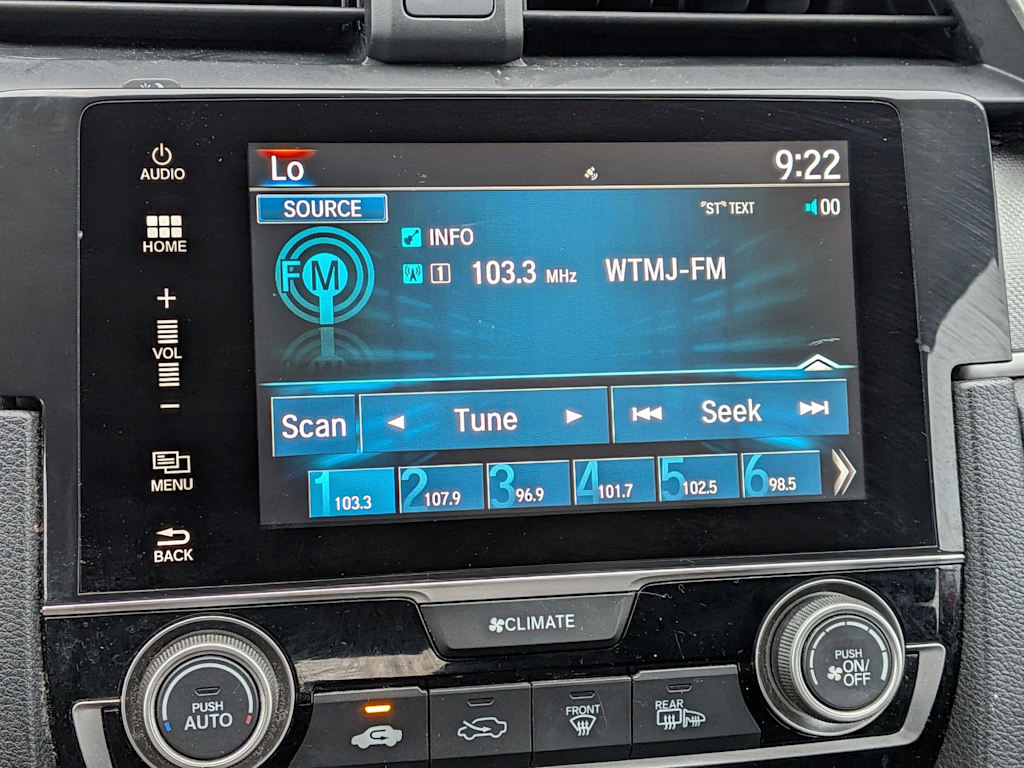 AUDIO
HOME
+
VOL
−
MENU
BACK
Lo
9:22
SOURCE
"ST" TEXT
00
FM
INFO
1 103.3 MHz WTMJ-FM
Scan
Tune
Seek
1 103.3
2 107.9
3 96.9
4 101.7
5 102.5
6 98.5
CLIMATE
PUSH
AUTO
FRONT
REAR
PUSH
ON/
OFF